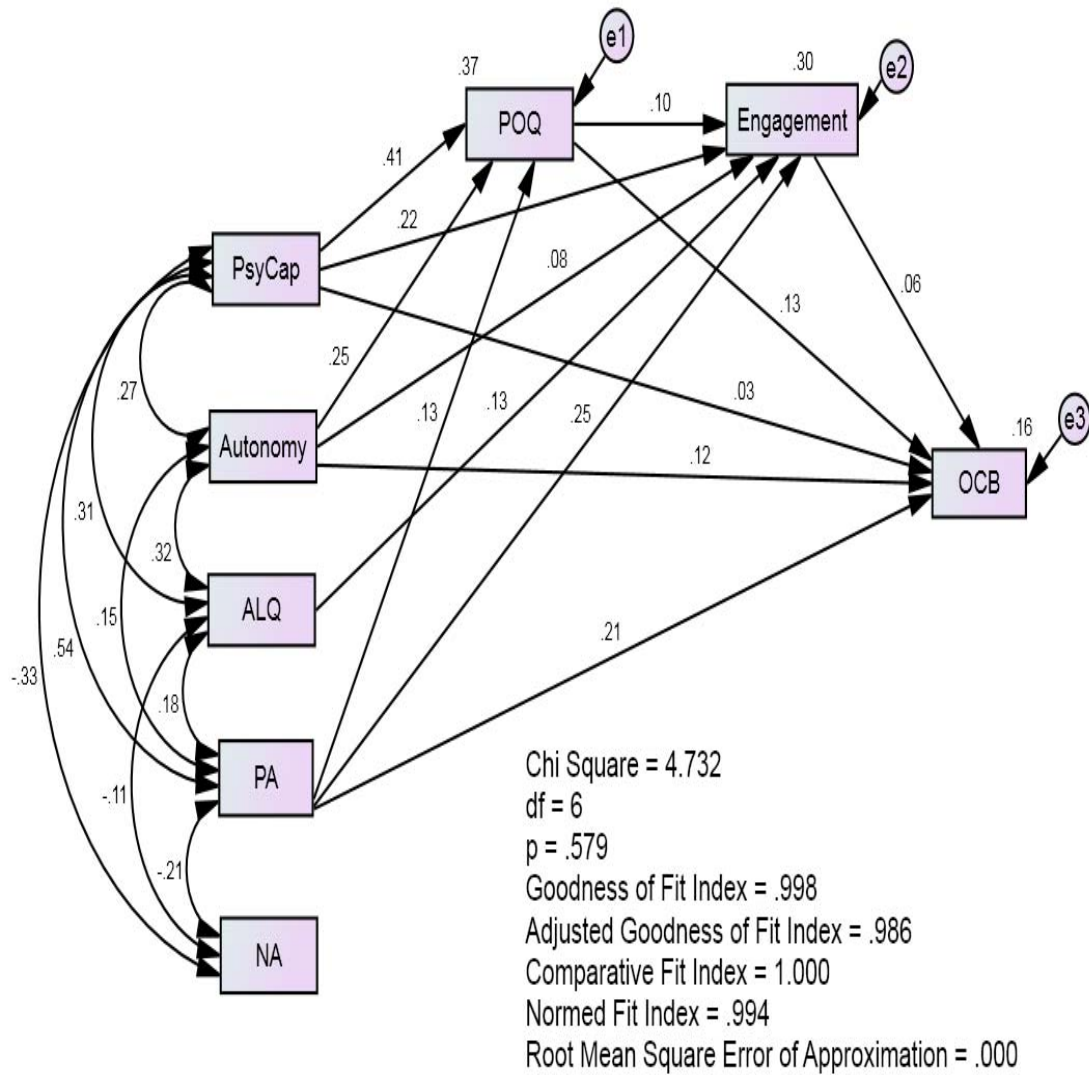 e1
.37
.30
e2
POQ
.10
Engagement
.41
.22
PsyCap
.08
.06
.13
.25
.27
.03
.13
.13
.25
Autonomy
.16
e3
.12
OCB
.31
.32
ALQ
.15
.54
-.33
.21
.18
PA
-.11
-.21
NA
Chi Square = 4.732
df = 6
p = .579
Goodness of Fit Index = .998
Adjusted Goodness of Fit Index = .986
Comparative Fit Index = 1.000
Normed Fit Index = .994
Root Mean Square Error of Approximation = .000